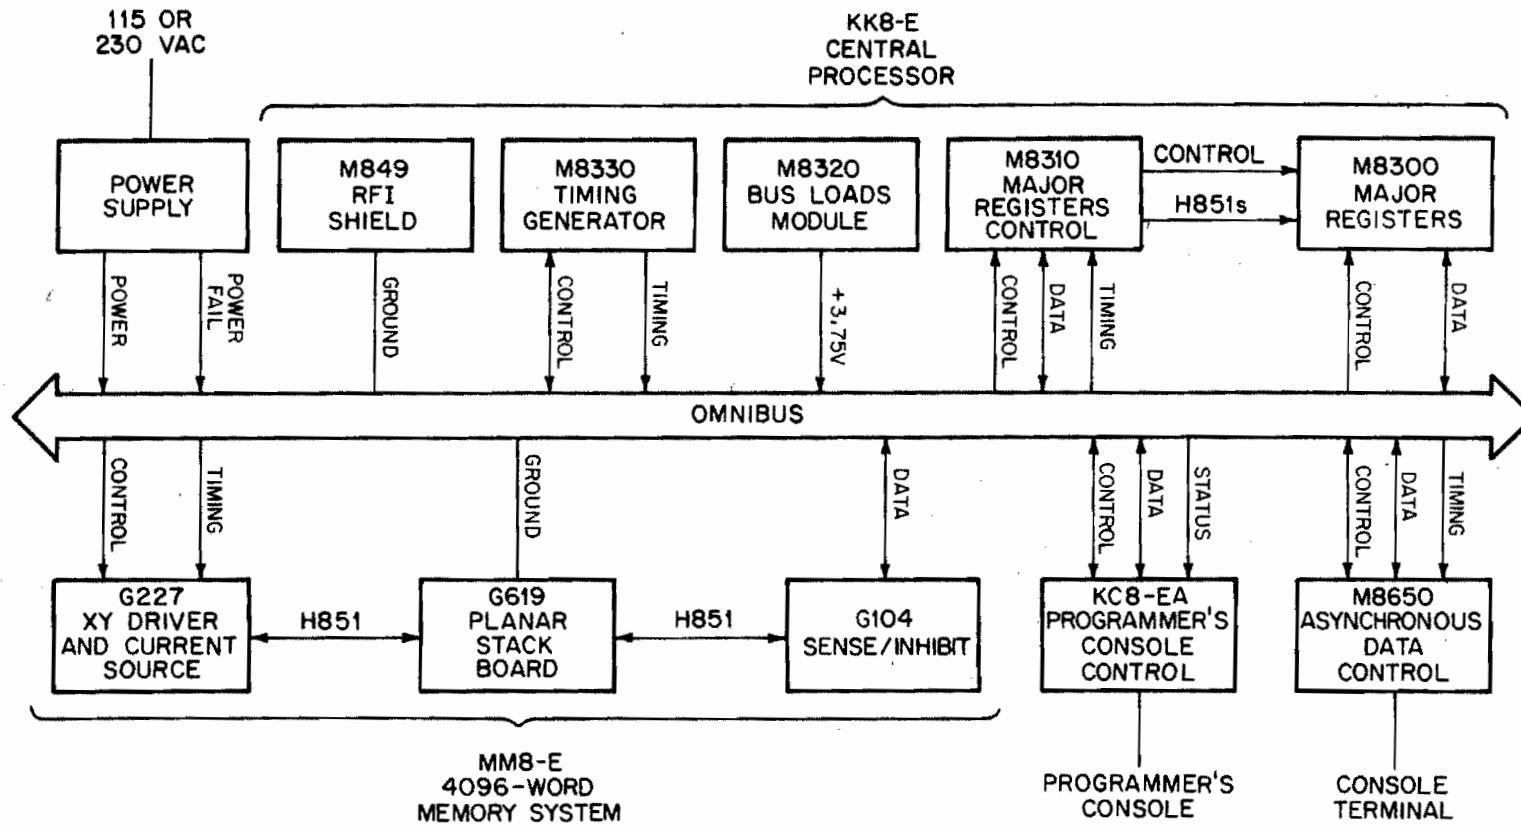 115 OR
230 VAC
KK8-E
CENTRAL
PROCESSOR
POWER
SUPPLY
M849
RFI
SHIELD
M8330
TIMING
GENERATOR
M8320
BUS LOADS
MODULE
M8310
MAJOR
REGISTERS
CONTROL
CONTROL
H851s
M8300
MAJOR
REGISTERS
POWER
POWER
FAIL
GROUND
CONTROL
TIMING
+3.75V
CONTROL
DATA
TIMING
CONTROL
DATA
OMNIBUS
CONTROL
TIMING
GROUND
DATA
CONTROL
DATA
STATUS
CONTROL
DATA
TIMING
G227
XY DRIVER
AND CURRENT
SOURCE
H851
G619
PLANAR
STACK
BOARD
H851
G104
SENSE/INHIBIT
KC8-EA
PROGRAMMER'S
CONSOLE
CONTROL
M8650
ASYNCHRONOUS
DATA
CONTROL
MM8-E
4096-WORD
MEMORY SYSTEM
PROGRAMMER'S
CONSOLE
CONSOLE
TERMINAL